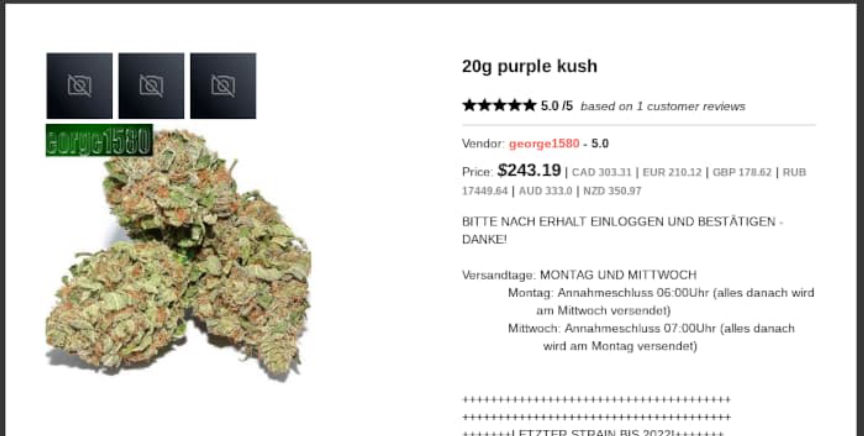 20g purple kush
★★★★★ 5.0 /5 based on 1 customer reviews
eorge1580
Vendor: george1580 - 5.0
Price: $243.19 | CAD 303.31 | EUR 210.12 | GBP 178.62 | RUB
17449.64 | AUD 333.0 | NZD 350.97
BITTE NACH ERHALT EINLOGGEN UND BESTÄTIGEN -
DANKE!
Versandtage: MONTAG UND MITTWOCH
Montag: Annahmeschluss 06:00Uhr (alles danach wird
am Mittwoch versendet)
Mittwoch: Annahmeschluss 07:00Uhr (alles danach
wird am Montag versendet)
++++++++++++++++++++++++++++++++++++++
++++++++++++++++++++++++++++++++++++++
+++++++! ETZTER STRAIN BIS 2022!+++++++